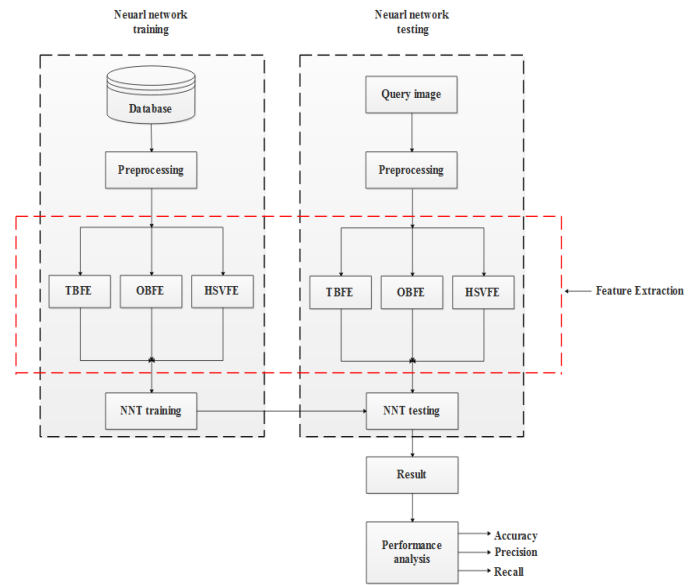 Neuarl network
training
Neuarl network
testing
Database
Query image
Preprocessing
Preprocessing
TBFE
OBFE
HSVFE
TBFE
OBFE
HSVFE
Feature Extraction
NNT training
NNT testing
Result
Performance
analysis
Accuracy
Precision
Recall